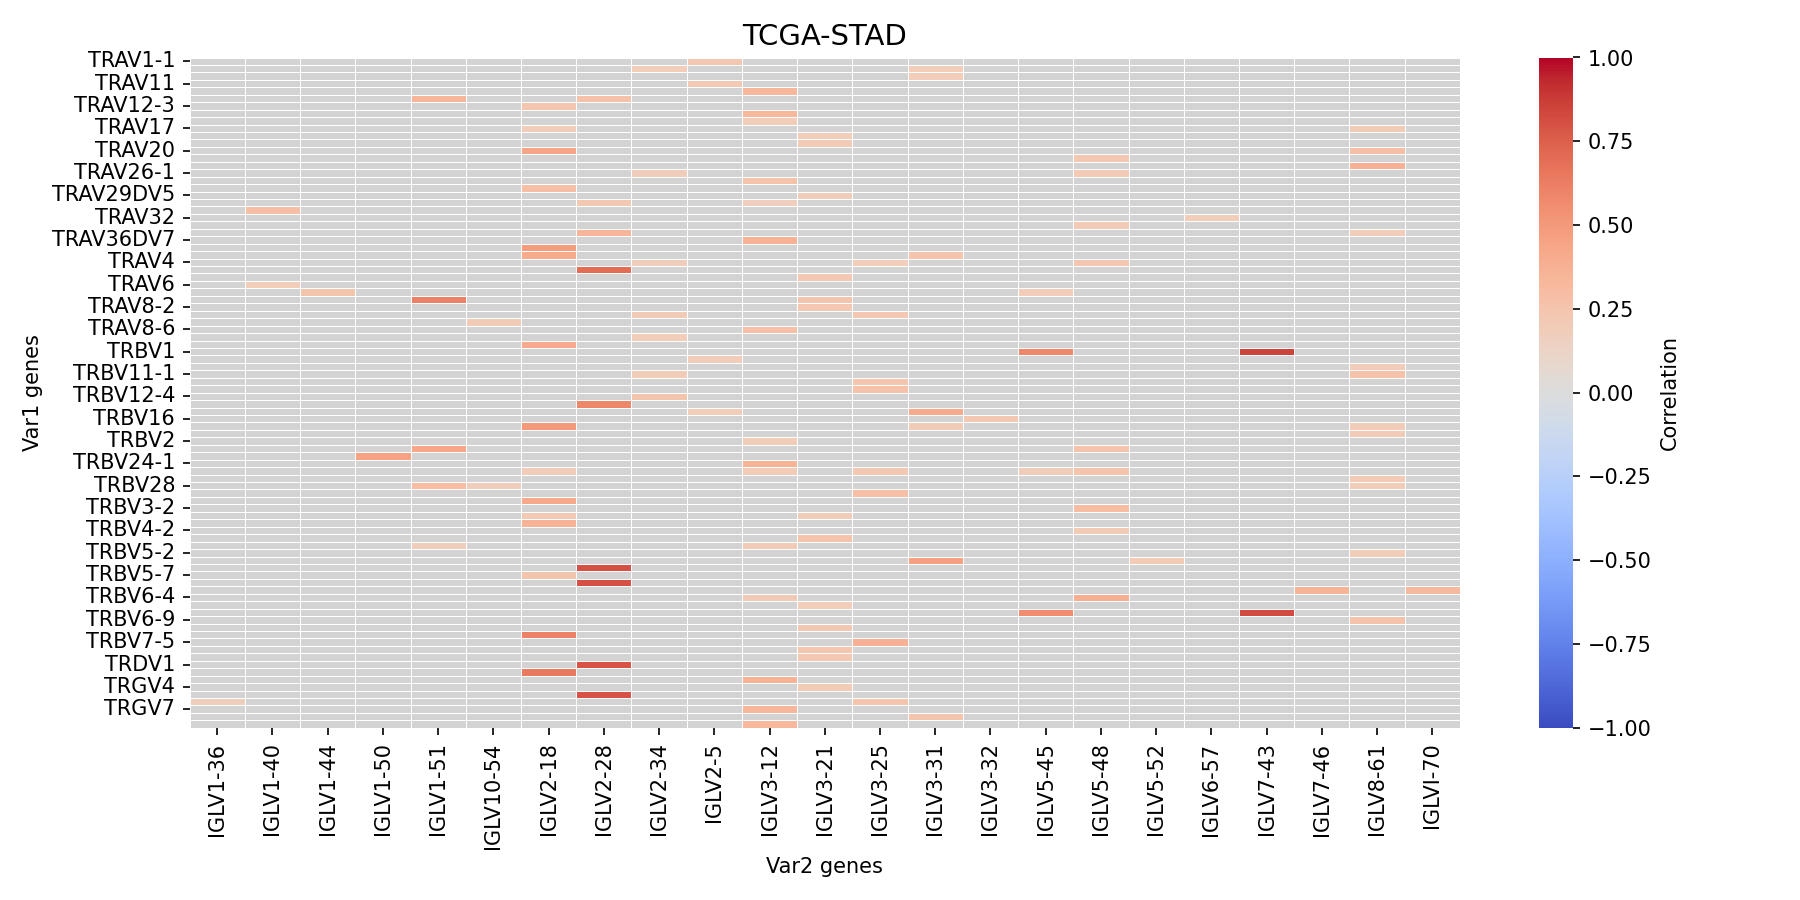 TCGA-STAD
TRAV1-1
TRAV11
TRAV12-3
TRAV17
TRAV20
TRAV26-1
TRAV29DV5
TRAV32
TRAV36DV7
TRAV4
TRAV6
TRAV8-2
TRAV8-6
TRBV1
TRBV11-1
TRBV12-4
TRBV16
TRBV2
TRBV24-1
TRBV28
TRBV3-2
TRBV4-2
TRBV5-2
TRBV5-7
TRBV6-4
TRBV6-9
TRBV7-5
TRDV1
TRGV4
TRGV7
Var1 genes
IGLV1-36
IGLV1-40
IGLV1-44
IGLV1-50
IGLV1-51
IGLV10-54
IGLV2-18
IGLV2-28
IGLV2-34
IGLV2-5
IGLV3-12
IGLV3-21
IGLV3-25
IGLV3-31
IGLV3-32
IGLV5-45
IGLV5-48
IGLV5-52
IGLV6-57
IGLV7-43
IGLV7-46
IGLV8-61
IGLVI-70
Var2 genes
1.00
0.75
0.50
0.25
0.00
−0.25
−0.50
−0.75
−1.00
Correlation